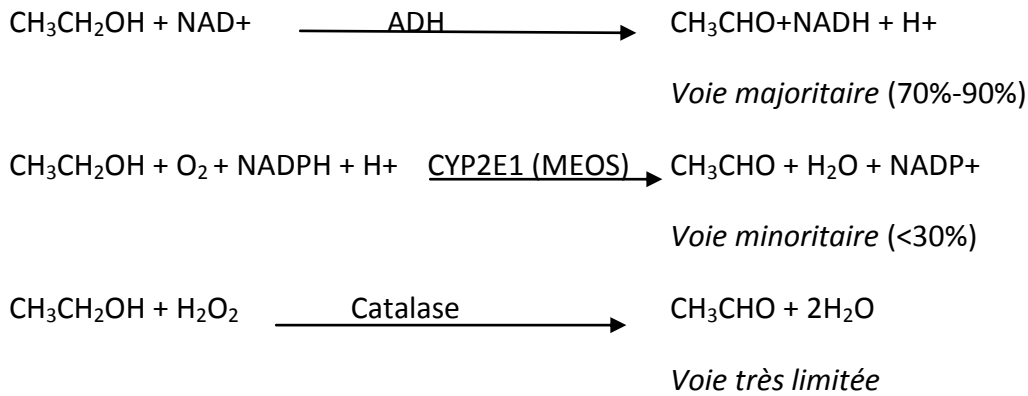 CH₃CH₂OH + NAD+ ADH CH₃CHO+NADH + H+
Voie majoritaire (70%-90%)
CH₃CH₂OH + O₂ + NADPH + H+ CYP2E1 (MEOS) CH₃CHO + H₂O + NADP+
Voie minoritaire (<30%)
CH₃CH₂OH + H₂O₂ Catalase CH₃CHO + 2H₂O
Voie très limitée